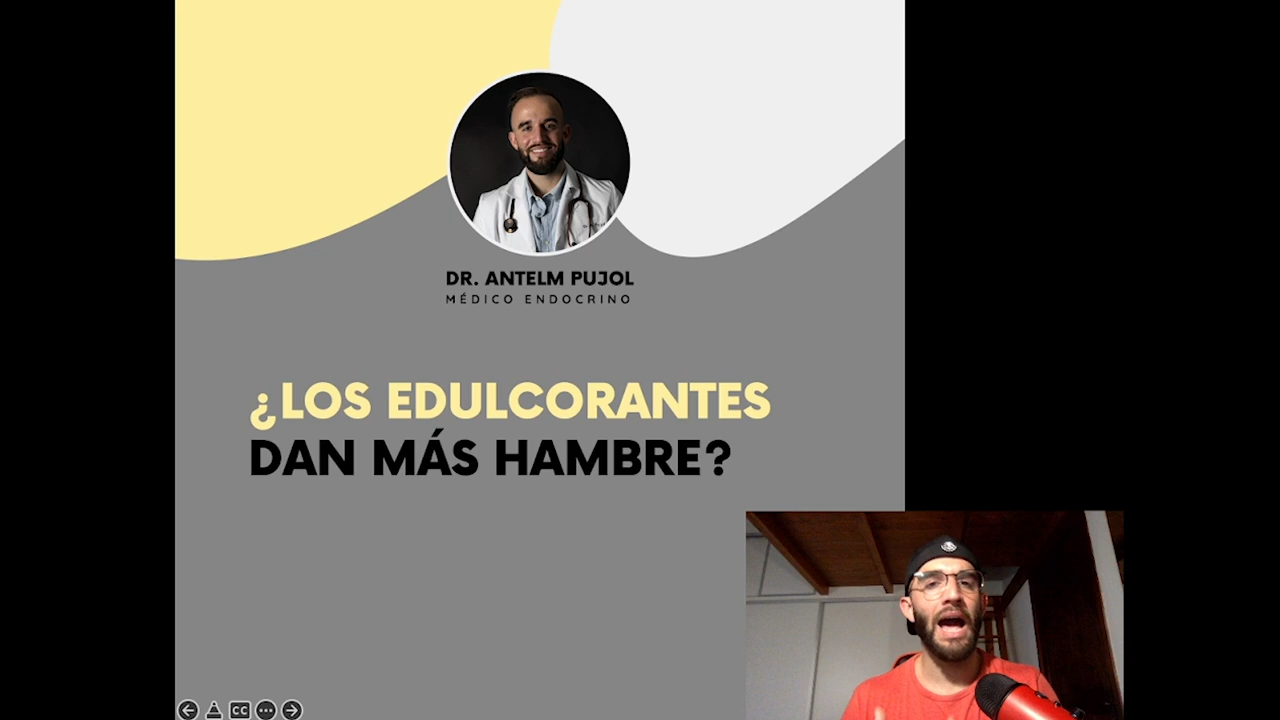 DR. ANTELM PUJOL
MÉDICO ENDOCRINO
¿LOS EDULCORANTES
DAN MÁS HAMBRE?
CC